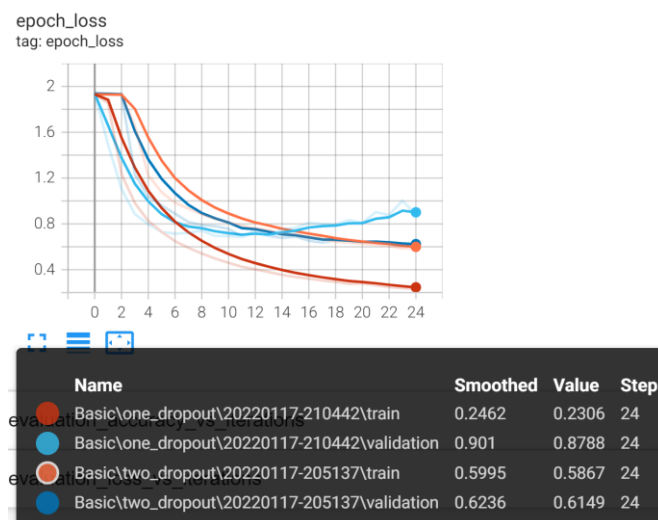 epoch_loss
tag: epoch_loss
2
1.6
1.2
0.8
0.4
0 2 4 6 8 10 12 14 16 18 20 22 24
Name Smoothed Value Step
evaluation_accuracy_vs_iterations
Basic\one_dropout\20220117-210442\train 0.2462 0.2306 24
Basic\one_dropout\20220117-210442\validation 0.901 0.8788 24
evaluation_loss_vs_iterations
Basic\two_dropout\20220117-205137\train 0.5995 0.5867 24
Basic\two_dropout\20220117-205137\validation 0.6236 0.6149 24